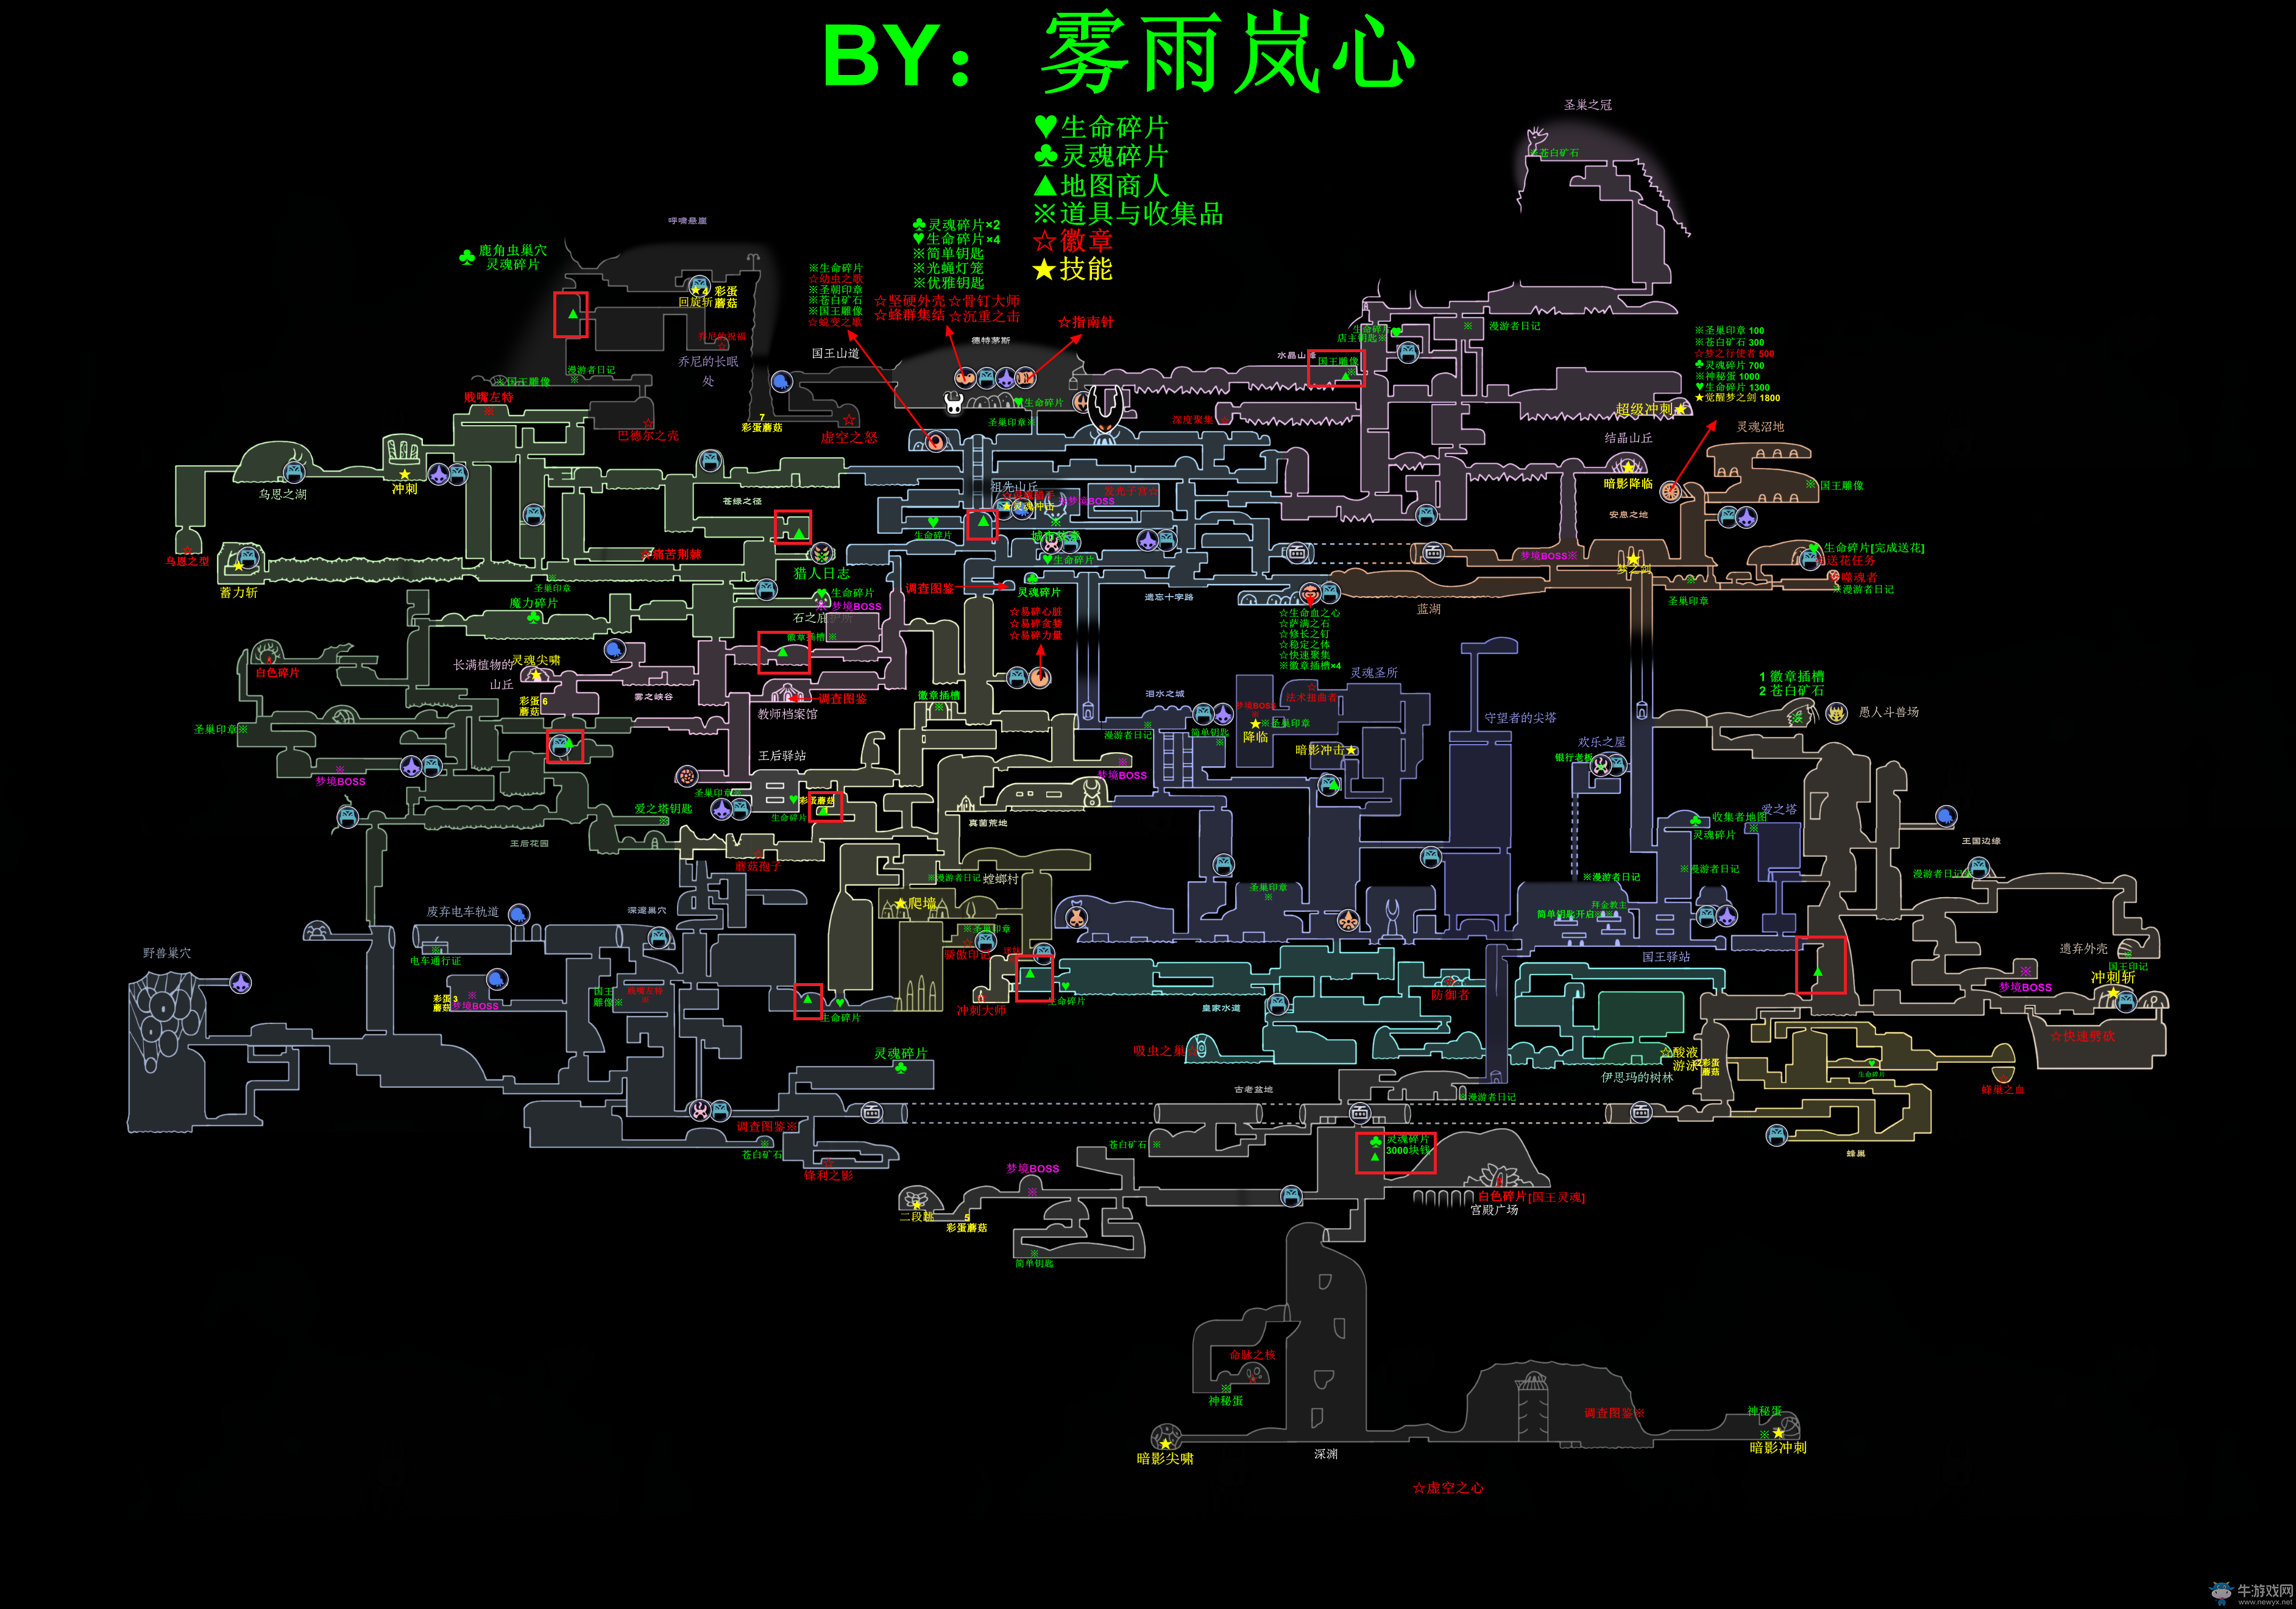 BY：雾雨岚心
♥生命碎片
♣灵魂碎片
▲地图商人
※道具与收集品
☆徽章
★技能
圣巢之冠
※苍白矿石
呼啸悬崖
♣鹿角虫巢穴
灵魂碎片
♣灵魂碎片×2
♥生命碎片×4
※简单钥匙
※光蝇灯笼
※优雅钥匙
☆坚硬外壳☆骨钉大师
☆蜂群集结☆沉重之击
☆指南针
※生命碎片
☆幼虫之歌
※圣朝印章
※苍白矿石
※国王雕像
☆蜕变之歌
★4 彩蛋
回旋斩 蘑菇
乔尼的祝福
乔尼的长眠
处
漫游者日记
※
国王山道
德特茅斯
水晶山峰
生命碎片♥
店主钥匙※
※ 漫游者日记
国王雕像
※
※圣巢印章 100
※苍白矿石 300
☆梦之行使者 500
♣灵魂碎片 700
※神秘蛋 1000
♥生命碎片 1300
★觉醒梦之剑 1800
※国王雕像
贱嘴左特
※
巴德尔之壳
7
彩蛋蘑菇
虚空之怒
♥生命碎片
圣巢印章※
深度聚集☆
超级冲刺★
结晶山丘
灵魂沼地
乌恩之湖
冲刺
苍绿之径
祖先山丘
★灵魂冲击
发光子宫☆
梦境BOSS
暗影降临
※国王雕像
安息之地
生命碎片
♥生命碎片
乌恩之型
蓄力斩
痛苦荆棘
※
圣巢印章
猎人日志
调查图鉴
♣
灵魂碎片
遗忘十字路
梦境BOSS※
梦之剑
♥生命碎片[完成送花]
送花任务
噬魂者
※漫游者日记
※
圣巢印章
蓝湖
魔力碎片
♣
♥生命碎片
※梦境BOSS
石之庇护所
徽章插槽※
☆易碎心脏
☆易碎贪婪
☆易碎力量
☆生命血之心
☆萨满之石
☆修长之钉
☆稳定之体
☆快速聚集
※徽章插槽×4
白色碎片
长满植物的
山丘
灵魂尖啸
雾之峡谷
调查图鉴
教师档案馆
徽章插槽
※
泪水之城
灵魂圣所
法术扭曲者
梦境BOSS
★※圣巢印章
降临
暗影冲击★
守望者的尖塔
1 徽章插槽
2 苍白矿石
愚人斗兽场
彩蛋 6
蘑菇
圣巢印章※
※
梦境BOSS
漫游者日记
简单钥匙
※
欢乐之屋
银行老板
王后驿站
圣巢印章※
♥彩蛋蘑菇
生命碎片
※
梦境BOSS
真菌荒地
爱之塔钥匙
※
王后花园
蘑菇孢子
♣ 收集者地图
灵魂碎片
爱之塔
※
王国边缘
※漫游者日记
螳螂村
★爬墙
圣巢印章
※
※漫游者日记
※漫游者日记
漫游者日记※
拜金教主
简单钥匙开启※
废弃电车轨道
深邃巢穴
野兽巢穴
※
电车通行证
彩蛋 3
蘑菇
※
梦境BOSS
国王
雕像※
贱嘴左特
※
※圣巢印章
骄傲印记
冲刺大师
♥
生命碎片
♥
生命碎片
皇家水道
防御者
国王驿站
遗弃外壳
※
国王印记
冲刺斩
※
梦境BOSS
☆快速劈砍
吸虫之巢
☆酸液
游泳
2彩蛋
蘑菇
伊思玛的树林
♥
生命碎片
蜂巢之血
蜂巢
灵魂碎片
♣
古老盆地
※漫游者日记
调查图鉴※
※
苍白矿石
锋利之影
苍白矿石 ※
♣灵魂碎片
▲3000块钱
梦境BOSS
※
二段跳
5
彩蛋蘑菇
※
简单钥匙
白色碎片[国王灵魂]
宫殿广场
命脉之核
※
神秘蛋
暗影尖啸
深渊
调查图鉴※
神秘蛋
※★
暗影冲刺
☆虚空之心
牛游戏网
www.newyx.net